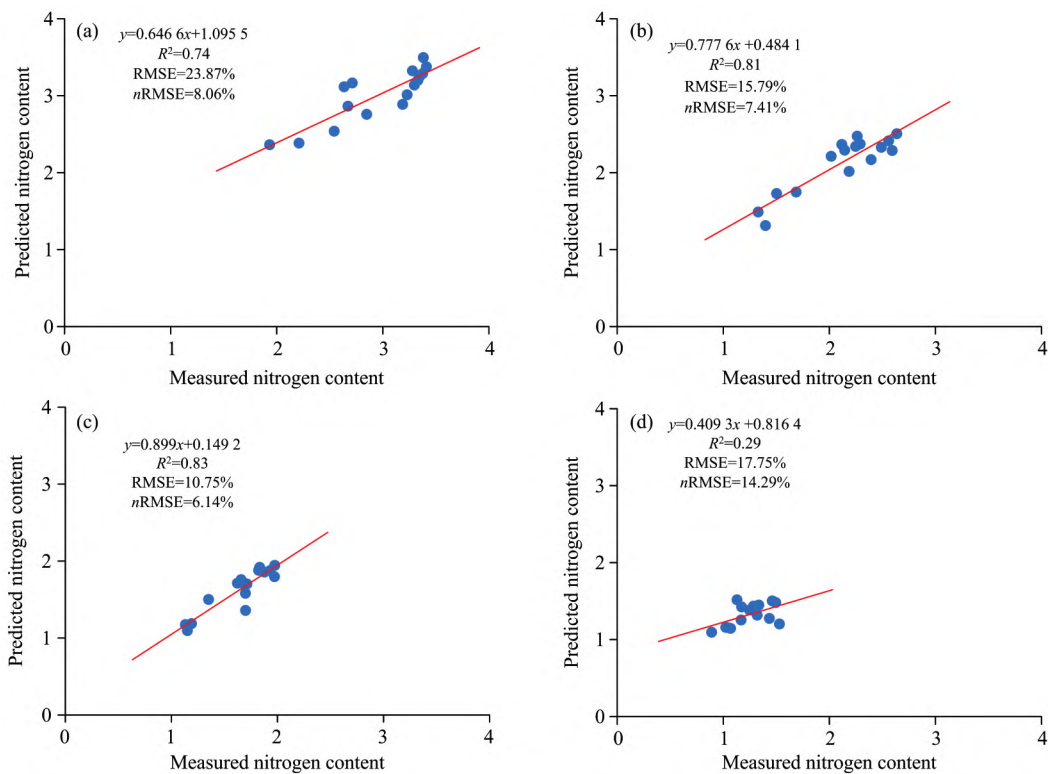 (a)
y=0.646 6x+1.095 5
R²=0.74
RMSE=23.87%
nRMSE=8.06%
4
3
2
1
0
Predicted nitrogen content
0 1 2 3 4
Measured nitrogen content
(b)
y=0.777 6x +0.484 1
R²=0.81
RMSE=15.79%
nRMSE=7.41%
4
3
2
1
0
Predicted nitrogen content
0 1 2 3 4
Measured nitrogen content
(c)
y=0.899x+0.149 2
R²=0.83
RMSE=10.75%
nRMSE=6.14%
4
3
2
1
0
Predicted nitrogen content
0 1 2 3 4
Measured nitrogen content
(d)
y=0.409 3x +0.816 4
R²=0.29
RMSE=17.75%
nRMSE=14.29%
4
3
2
1
0
Predicted nitrogen content
0 1 2 3 4
Measured nitrogen content